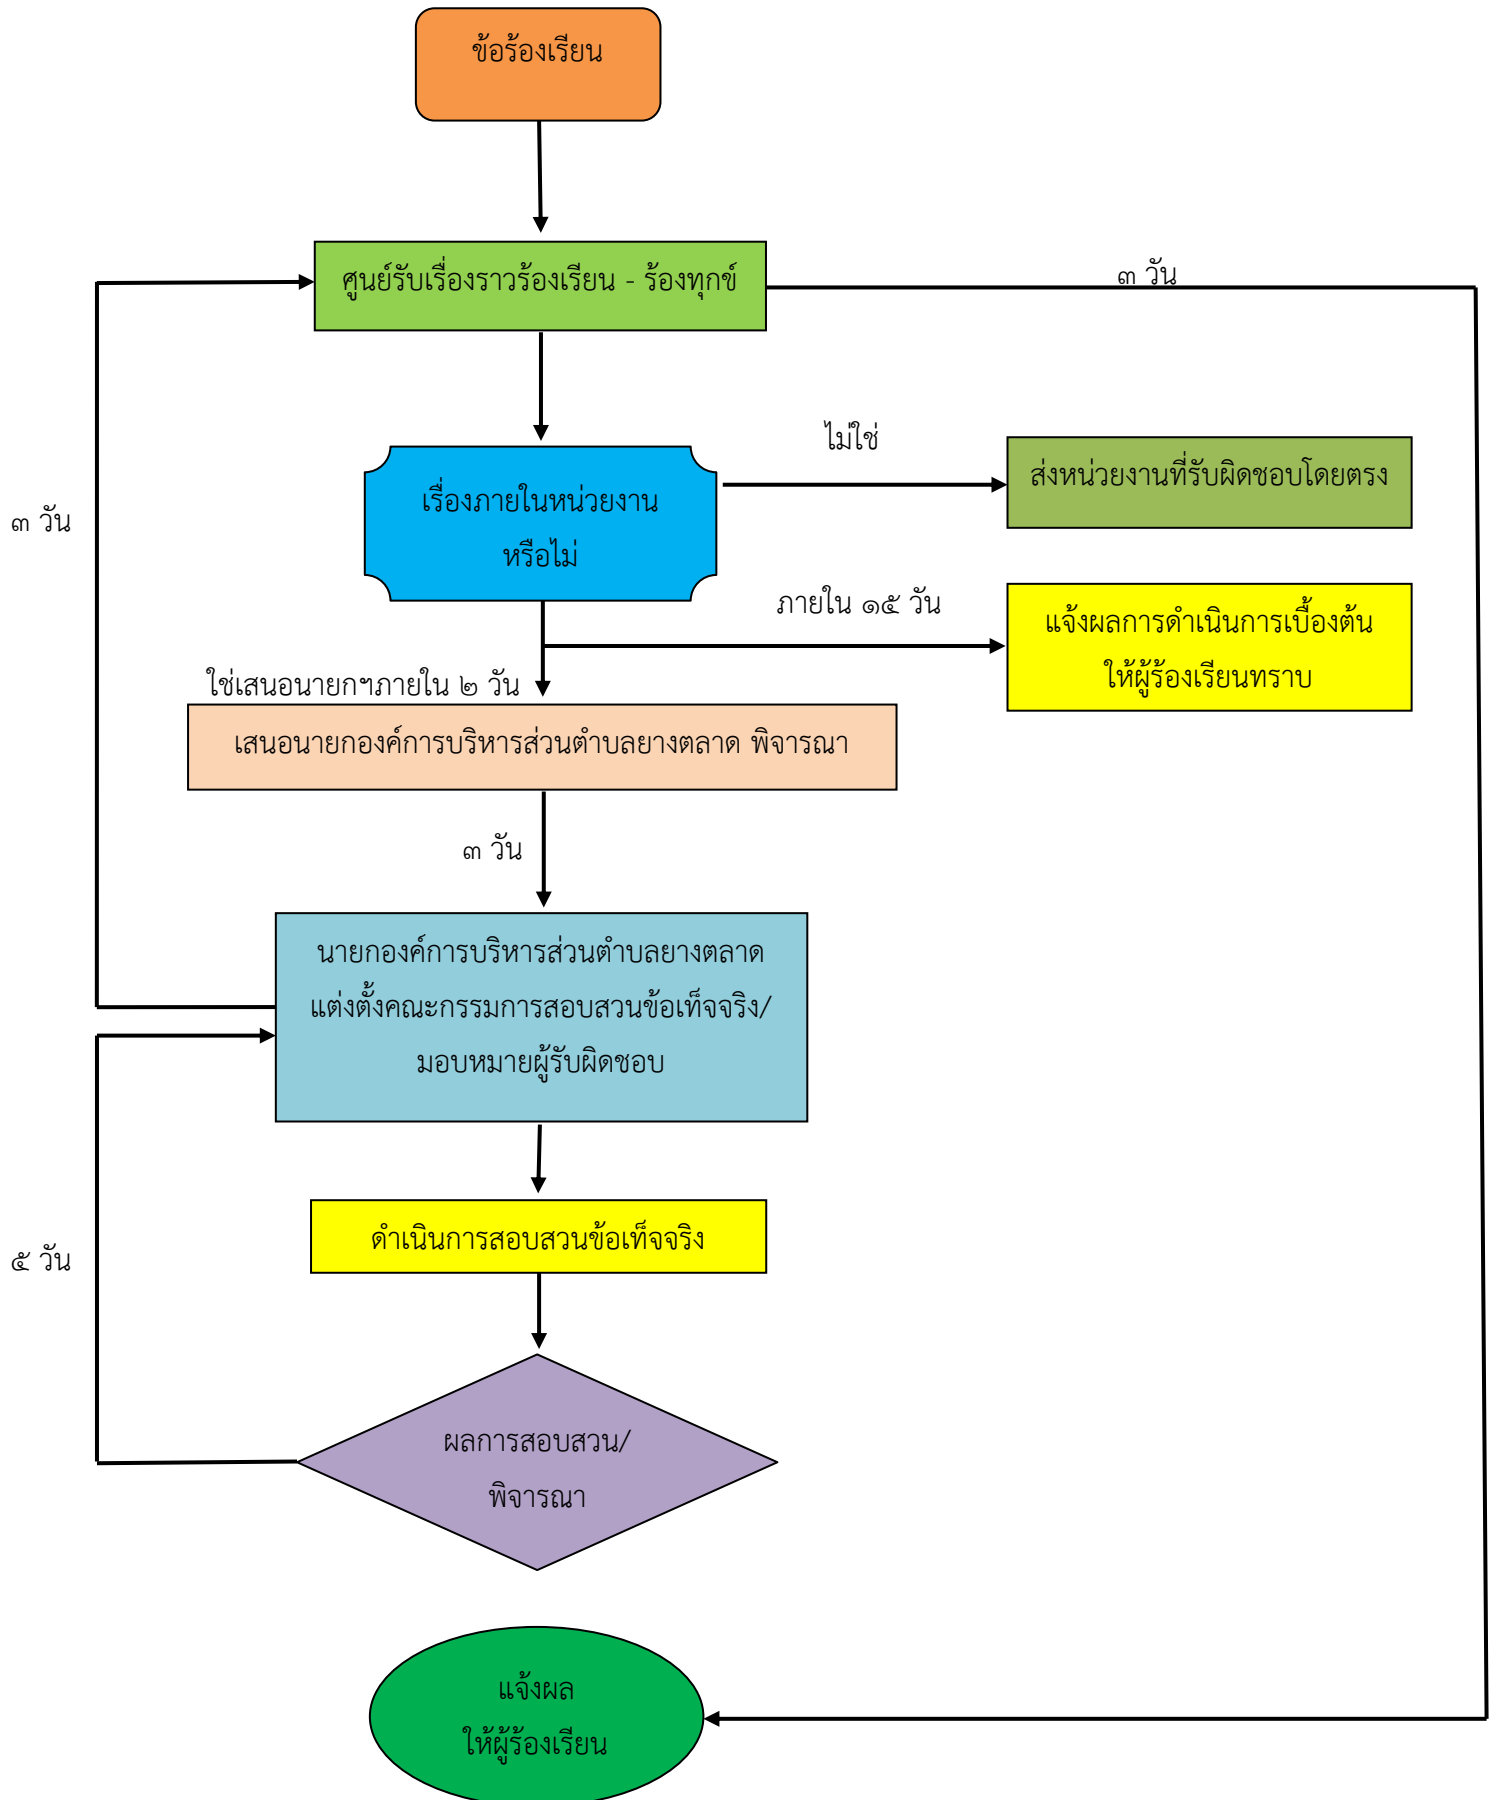 ข้อร้องเรียน
ศูนย์รับเรื่องราวร้องเรียน - ร้องทุกข์
๓ วัน
ไม่ใช่
ส่งหน่วยงานที่รับผิดชอบโดยตรง
เรื่องภายในหน่วยงาน
หรือไม่
๓ วัน
ภายใน ๑๕ วัน
แจ้งผลการดำเนินการเบื้องต้น
ให้ผู้ร้องเรียนทราบ
ใช่เสนอนายกฯภายใน ๒ วัน
เสนอนายกองค์การบริหารส่วนตำบลยางตลาด พิจารณา
๓ วัน
นายกองค์การบริหารส่วนตำบลยางตลาด
แต่งตั้งคณะกรรมการสอบสวนข้อเท็จจริง/
มอบหมายผู้รับผิดชอบ
ดำเนินการสอบสวนข้อเท็จจริง
๕ วัน
ผลการสอบสวน/
พิจารณา
แจ้งผล
ให้ผู้ร้องเรียน